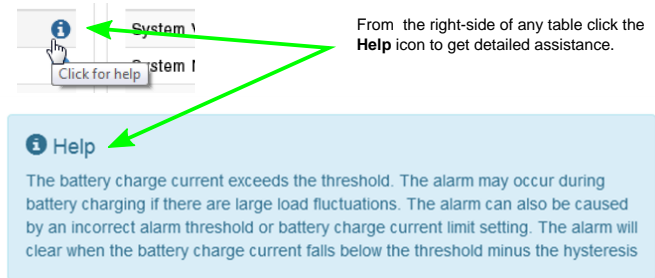 System V
Click for help
System M
From the right-side of any table click the
Help icon to get detailed assistance.
Help
The battery charge current exceeds the threshold. The alarm may occur during
battery charging if there are large load fluctuations. The alarm can also be caused
by an incorrect alarm threshold or battery charge current limit setting. The alarm will
clear when the battery charge current falls below the threshold minus the hysteresis